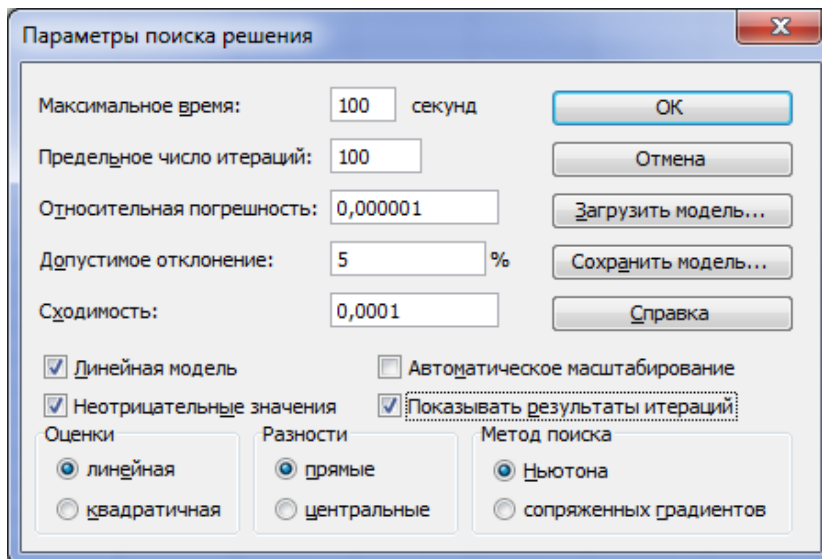 Параметры поиска решения
Максимальное время: 100 секунд OK
Предельное число итераций: 100 Отмена
Относительная погрешность: 0,000001 Загрузить модель...
Допустимое отклонение: 5 % Сохранить модель...
Сходимость: 0,0001 Справка
Линейная модель Автоматическое масштабирование
Неотрицательные значения Показывать результаты итераций
Оценки Разности Метод поиска
линейная прямые Ньютона
квадратичная центральные сопряженных градиентов